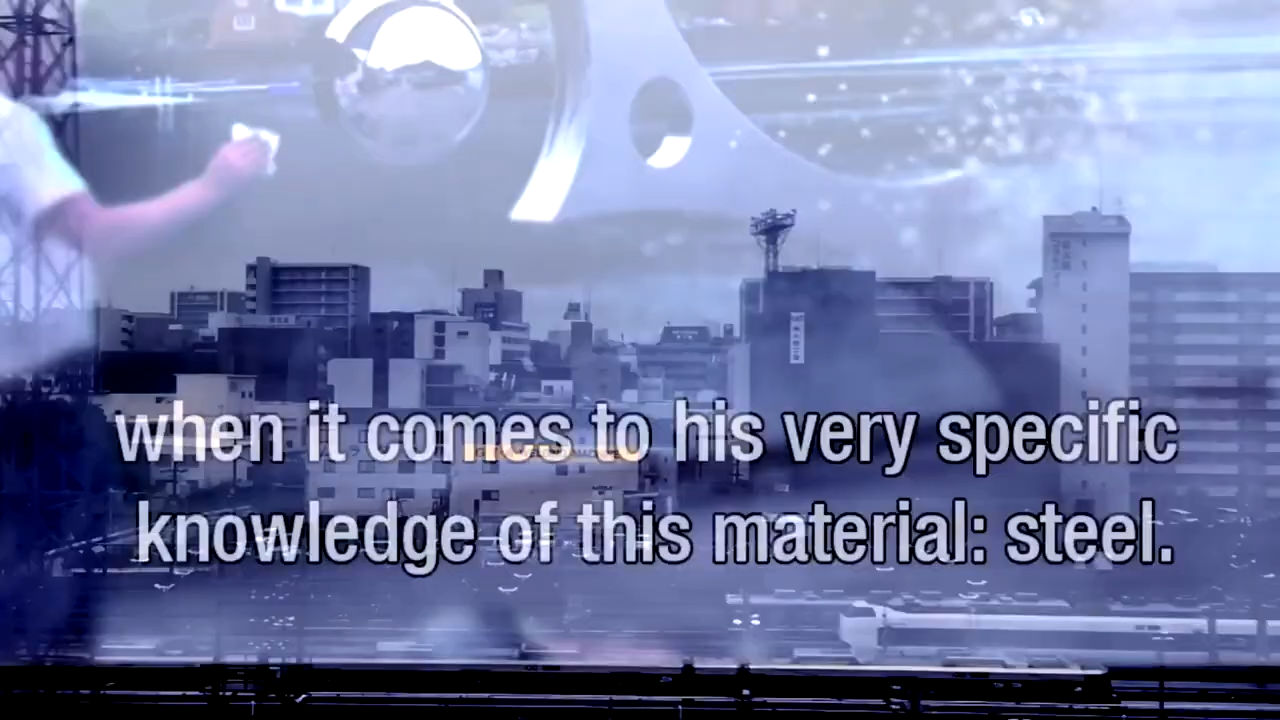 when it comes to his very specific
knowledge of this material: steel.